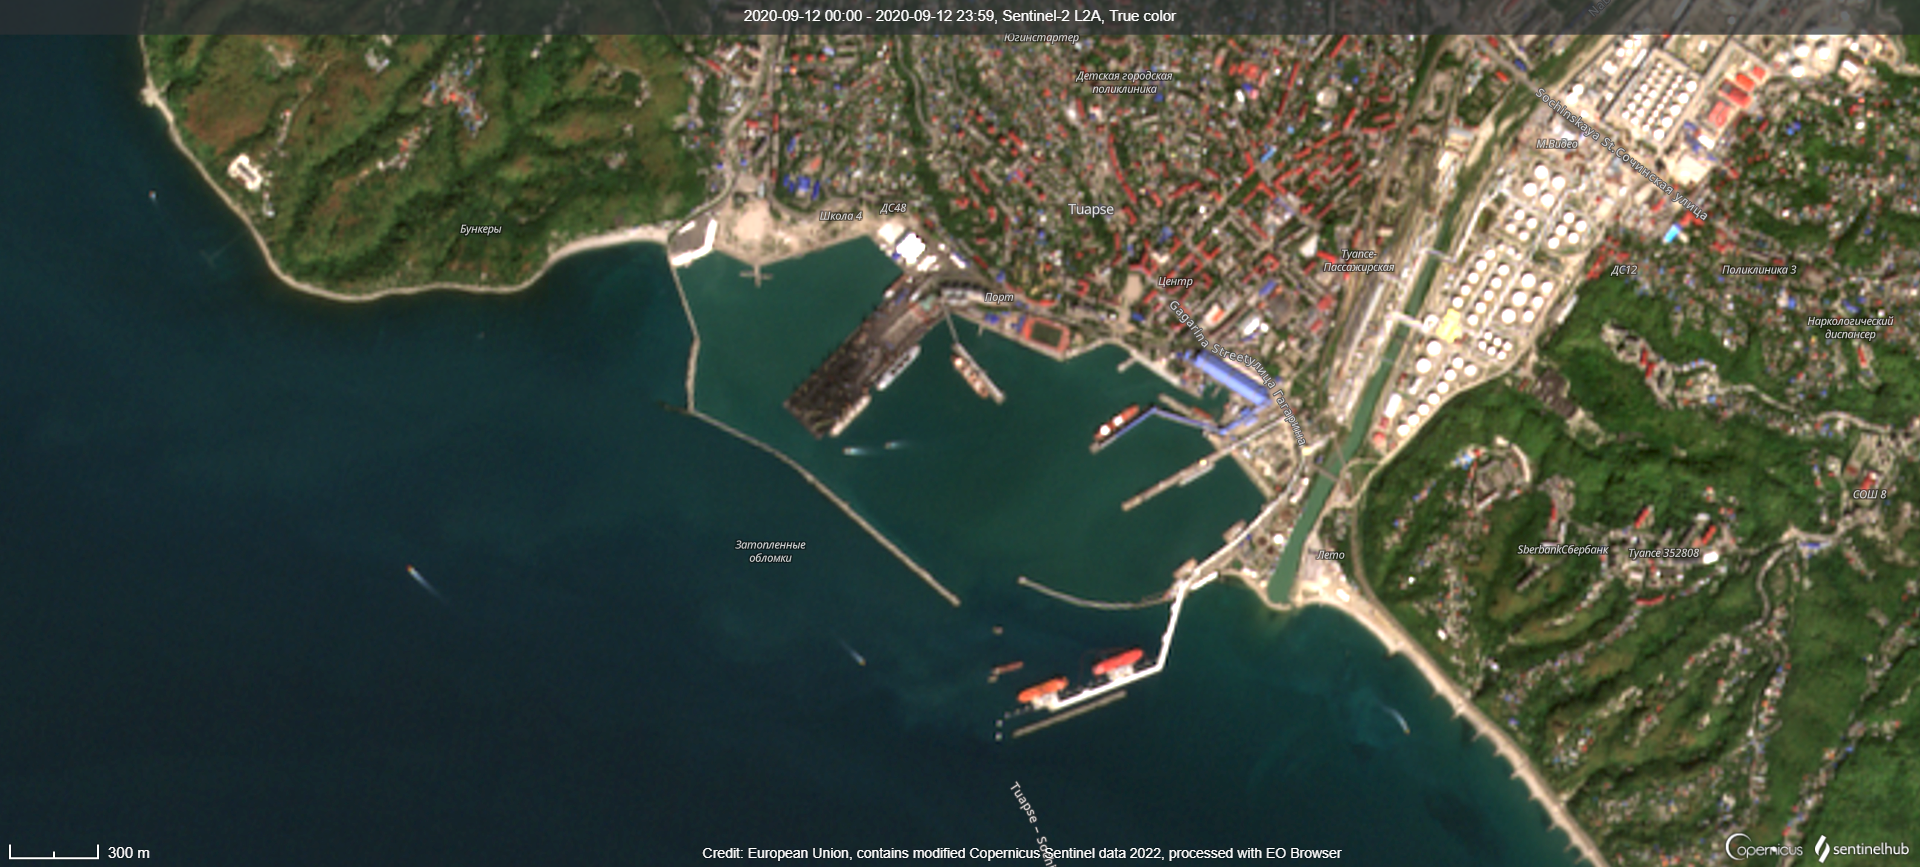 2020-09-12 00:00 - 2020-09-12 23:59, Sentinel-2 L2A, True color
Югинстартер
Детская городская
поликлиника
Sochinskaya St.Сочинская улица
М.Видео
Tuapse
Школа 4
ДС48
Бункеры
Туапсе-
Пассажирская
ДС12
Поликлиника 3
Центр
Порт
Gagarina Streetулица Гагарина
Наркологический
диспансер
СОШ 8
Затопленные
обломки
Лето
SberbankСбербанк
Tyance 352808
Tuapse – Sochi
300 m
Credit: European Union, contains modified Copernicus Sentinel data 2022, processed with EO Browser
Copernicus
sentinelhub